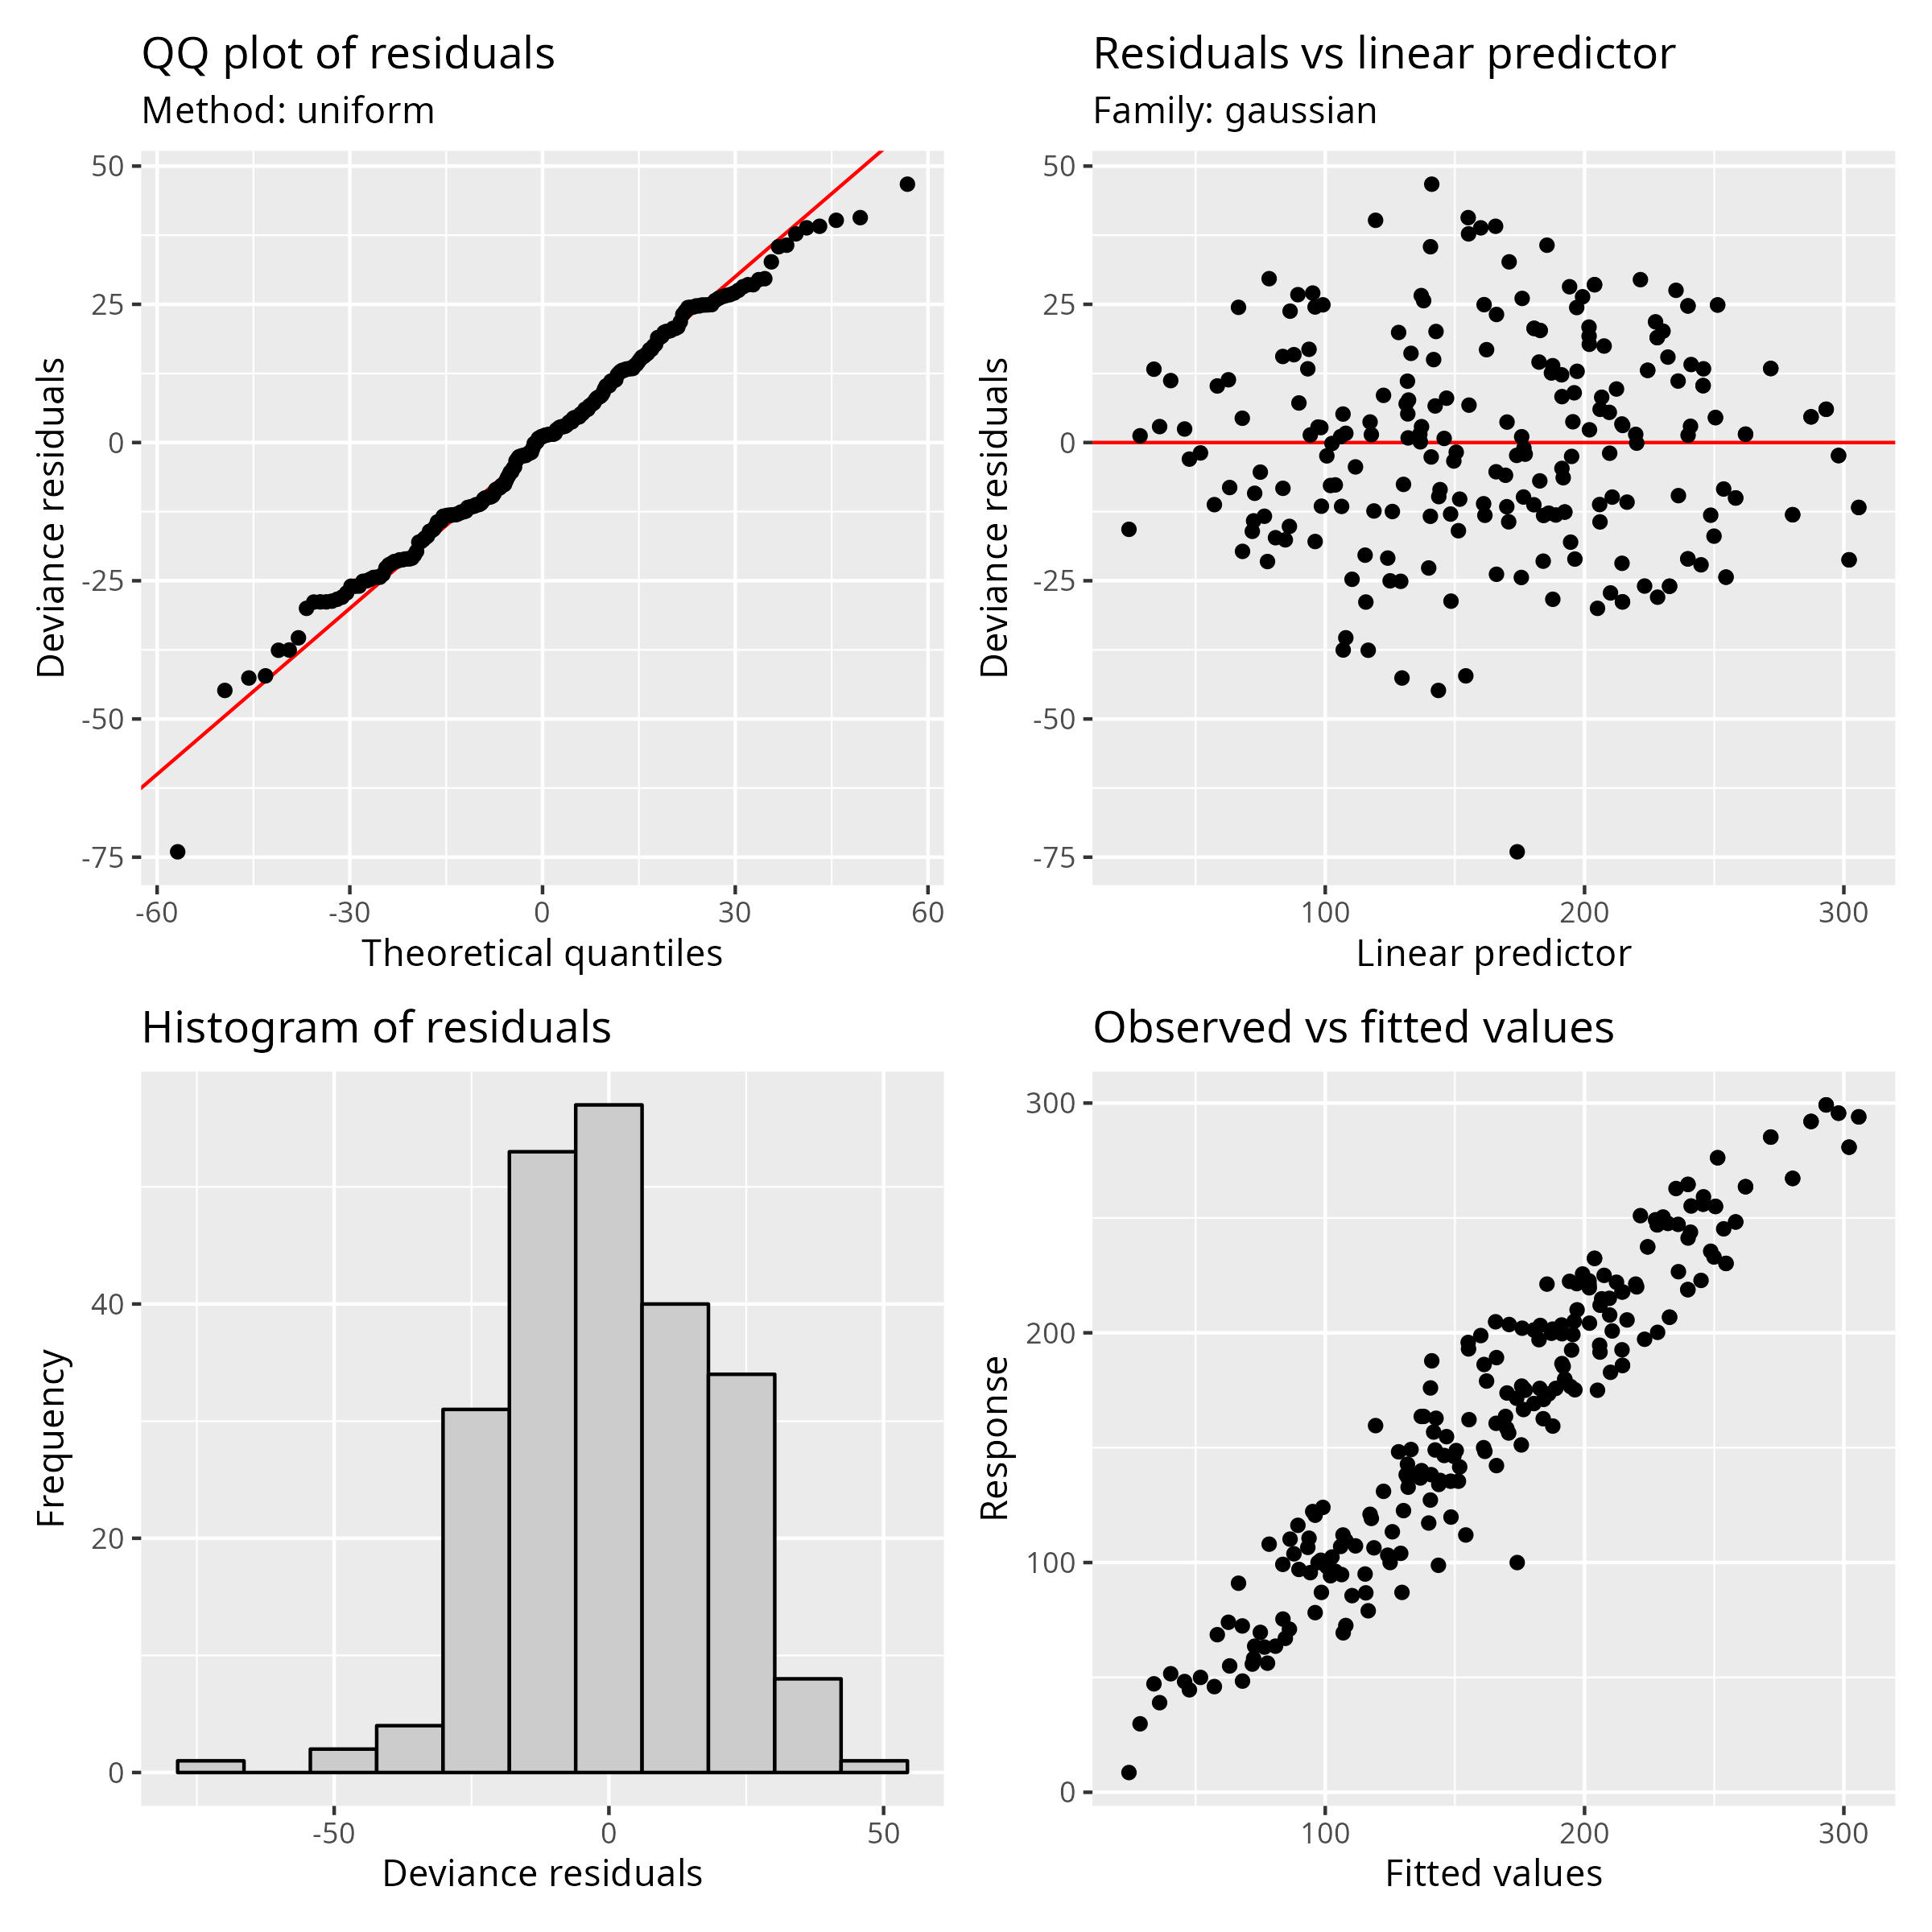 QQ plot of residuals
Method: uniform
50
25
0
-25
-50
-75
-60 -30 0 30 60
Deviance residuals
Theoretical quantiles
Residuals vs linear predictor
Family: gaussian
50
25
0
-25
-50
-75
100 200 300
Deviance residuals
Linear predictor
Histogram of residuals
40
20
0
-50 0 50
Frequency
Deviance residuals
Observed vs fitted values
300
200
100
0
100 200 300
Response
Fitted values